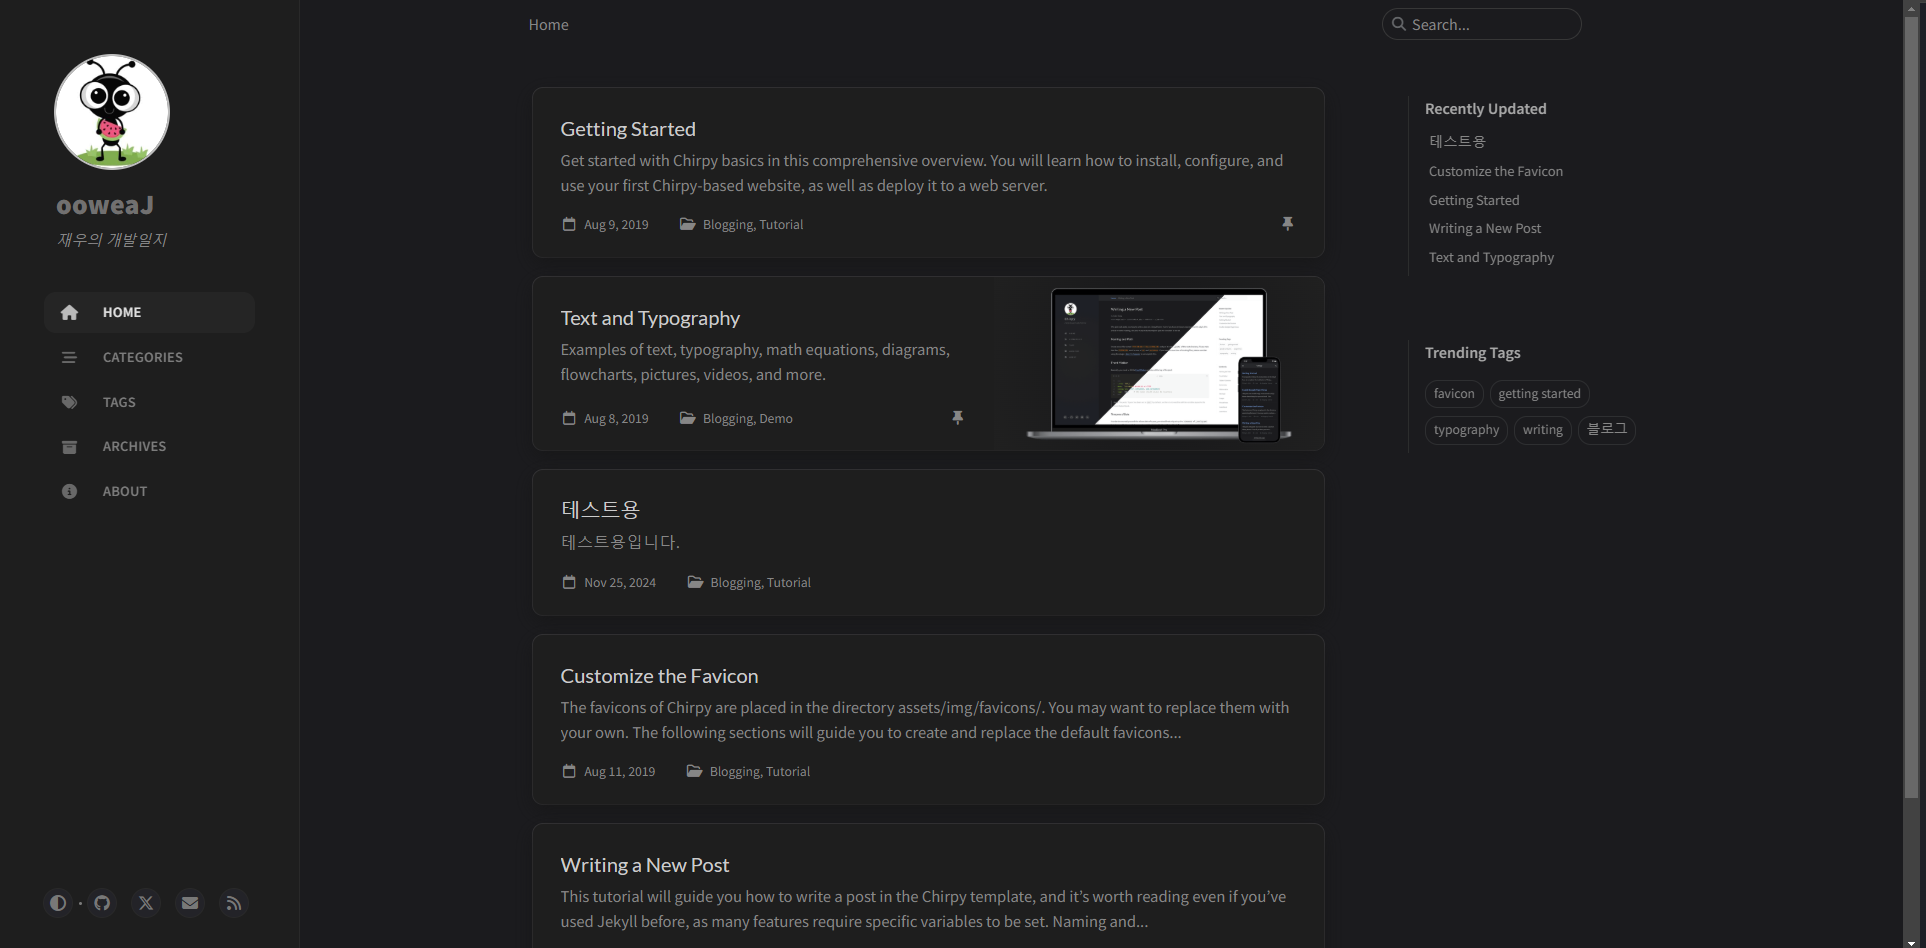 ooweaJ
재우의 개발일지
HOME
CATEGORIES
TAGS
ARCHIVES
ABOUT
Home
Search...
Getting Started
Get started with Chirpy basics in this comprehensive overview. You will learn how to install, configure, and
use your first Chirpy-based website, as well as deploy it to a web server.
Aug 9, 2019 Blogging, Tutorial
Text and Typography
Examples of text, typography, math equations, diagrams,
flowcharts, pictures, videos, and more.
Aug 8, 2019 Blogging, Demo
테스트용
테스트용입니다.
Nov 25, 2024 Blogging, Tutorial
Customize the Favicon
The favicons of Chirpy are placed in the directory assets/img/favicons/. You may want to replace them with
your own. The following sections will guide you to create and replace the default favicons...
Aug 11, 2019 Blogging, Tutorial
Writing a New Post
This tutorial will guide you how to write a post in the Chirpy template, and it’s worth reading even if you’ve
used Jekyll before, as many features require specific variables to be set. Naming and...
Recently Updated
테스트용
Customize the Favicon
Getting Started
Writing a New Post
Text and Typography
Trending Tags
favicon getting started
typography writing 블로그